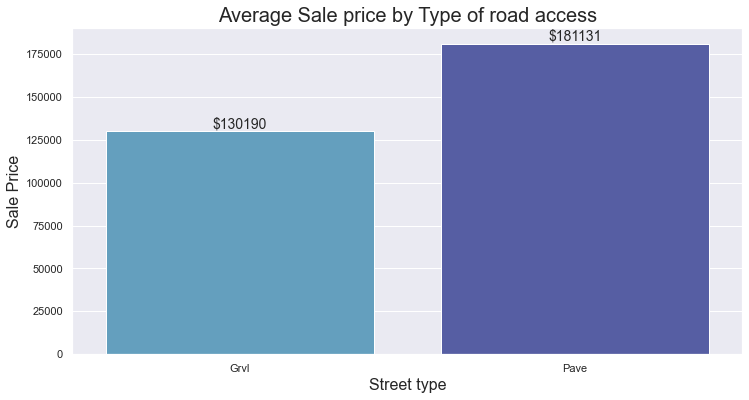 Average Sale price by Type of road access
$181131
$130190
175000
150000
125000
100000
75000
50000
25000
0
Sale Price
Grvl
Pave
Street type